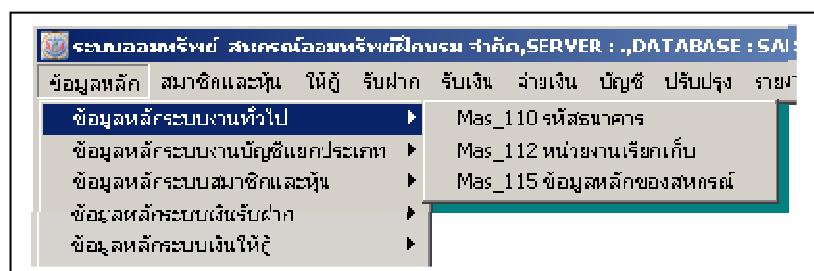 ระบบออมทรัพย์ สหกรณ์ออมทรัพย์ฝึกอบรม จำกัด,SERVER : .,DATABASE : SA
ข้อมูลหลัก สมาชิกและหุ้น ให้กู้ รับฝาก รับเงิน จ่ายเงิน บัญชี ปรับปรุง
ข้อมูลหลักระบบงานทั่วไป
Mas_110 รหัสธนาคาร
ข้อมูลหลักระบบงานบัญชีแยกประเภท
Mas_112 หน่วยงานเรียกเก็บ
ข้อมูลหลักระบบสมาชิกและหุ้น
Mas_115 ข้อมูลหลักของสหกรณ์
ข้อมูลหลักระบบเงินรับฝาก
ข้อมูลหลักระบบเงินให้กู้